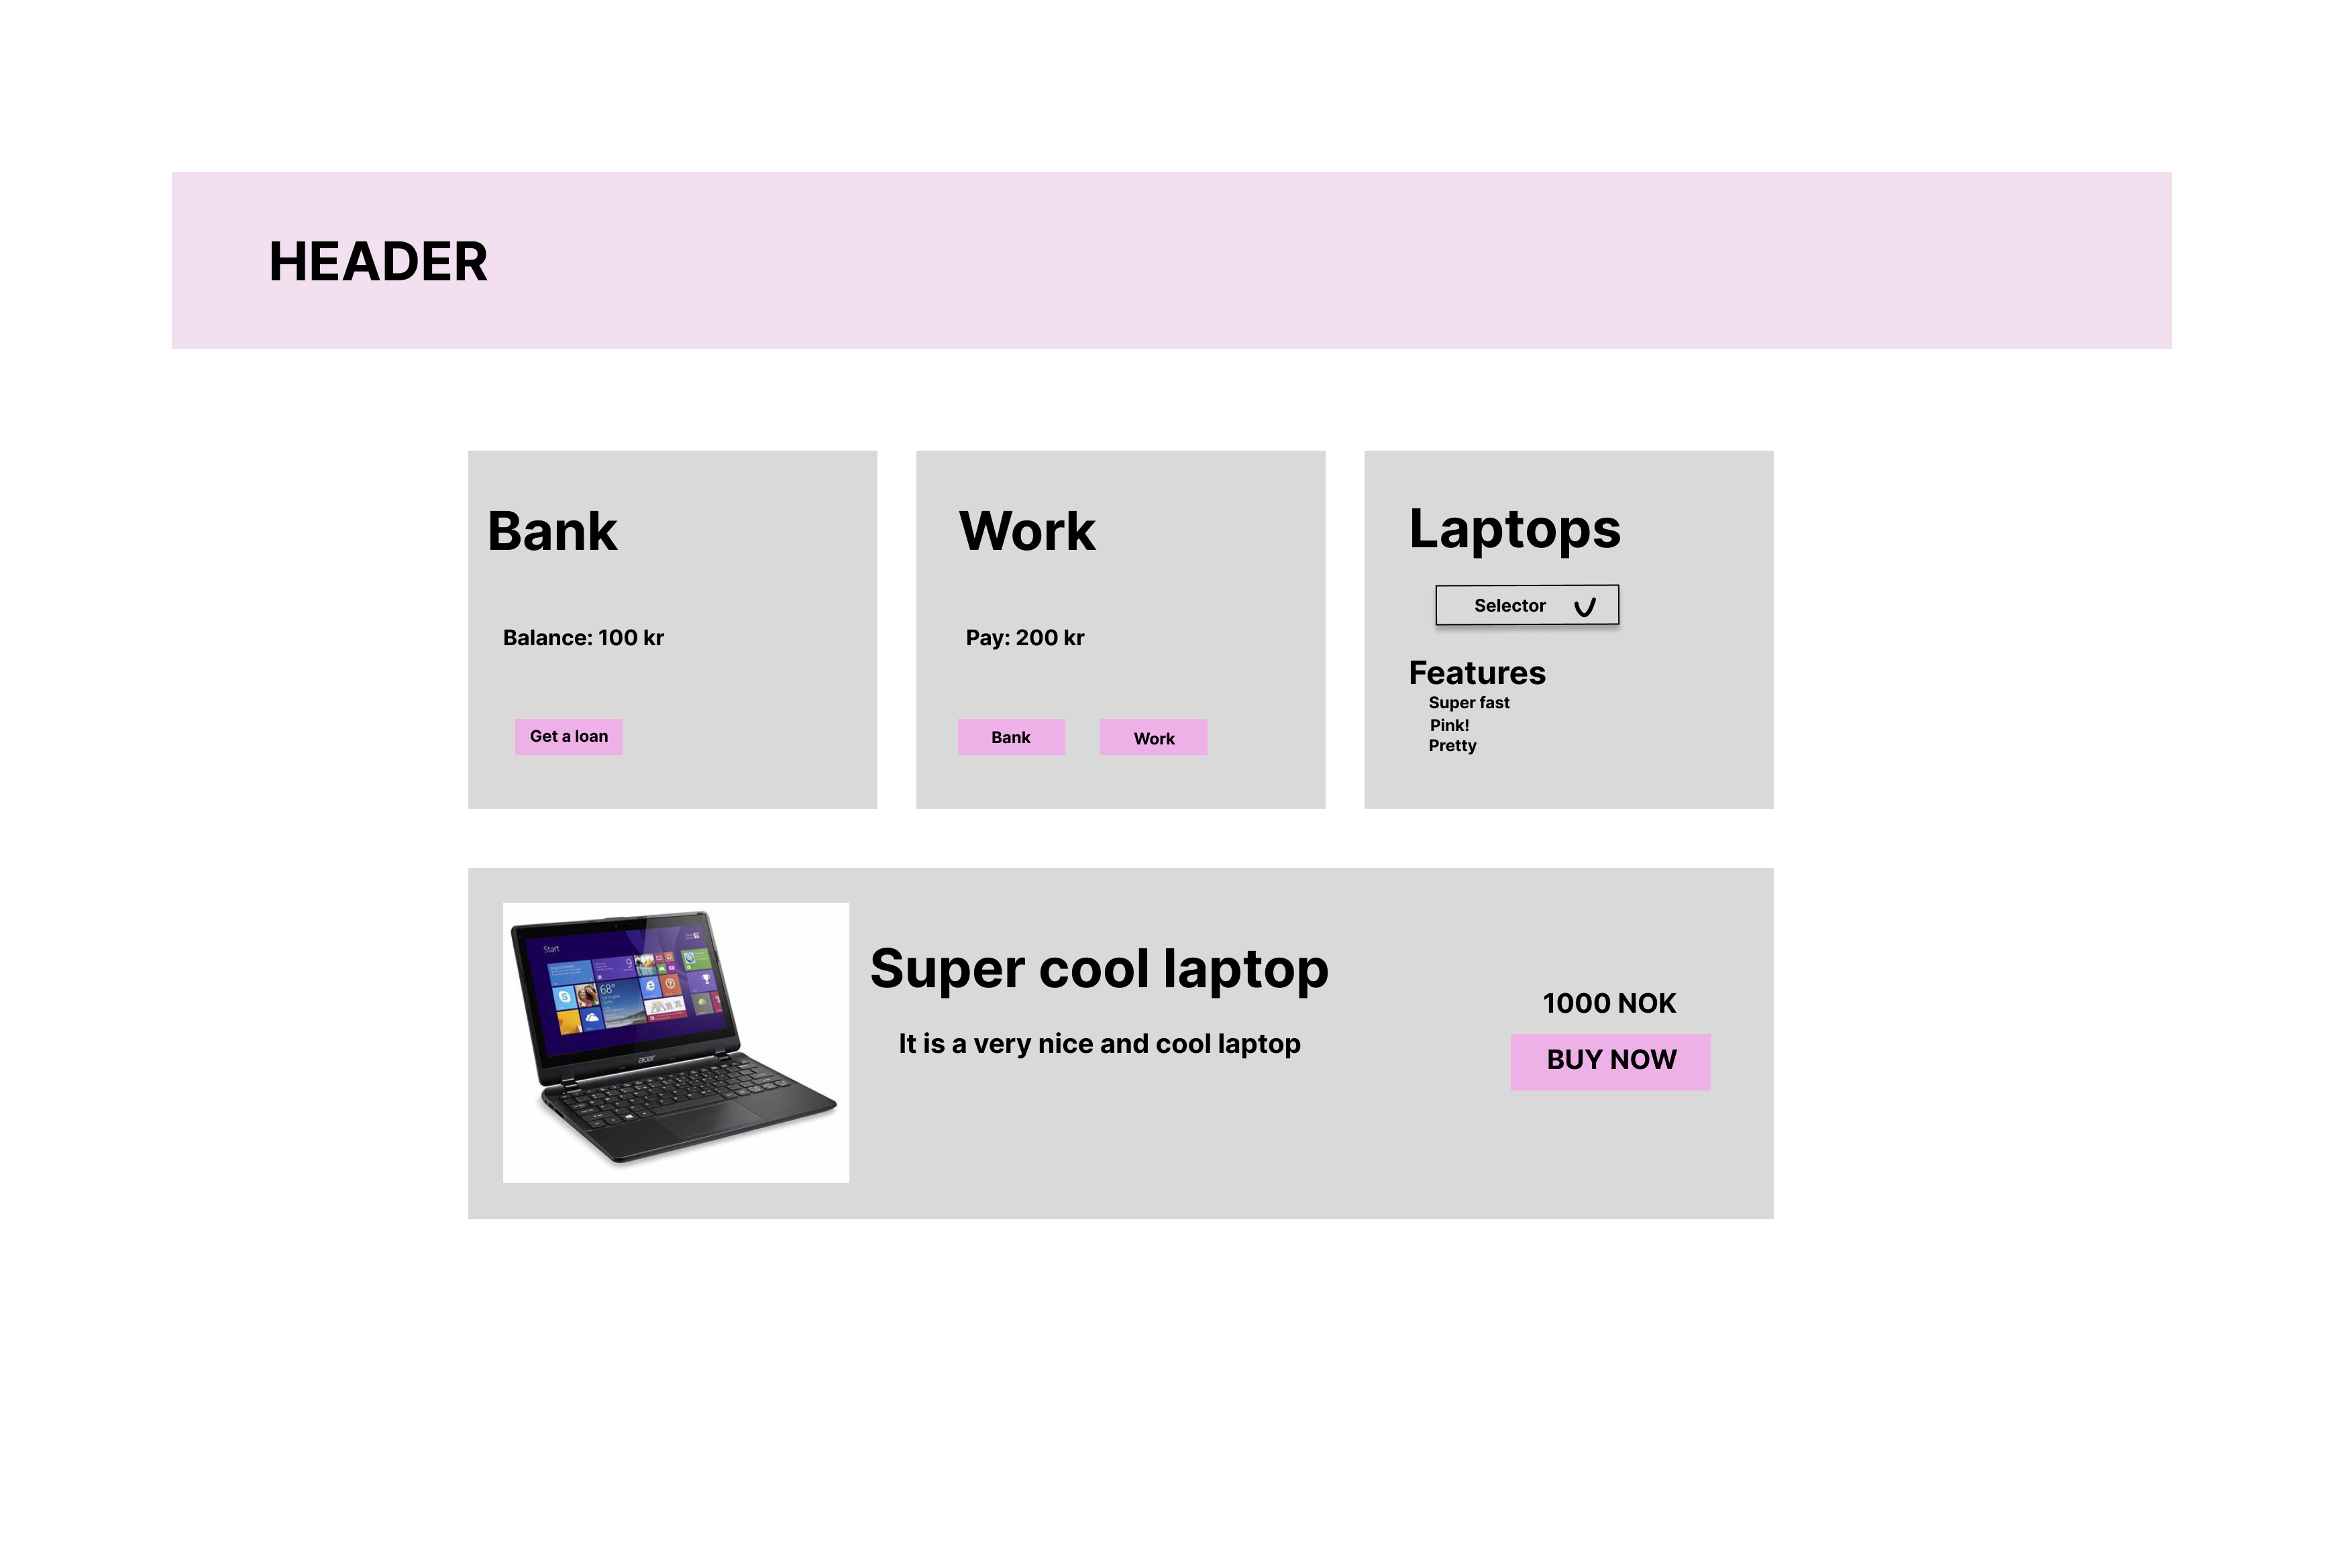 HEADER
Bank
Balance: 100 kr
Get a loan
Work
Pay: 200 kr
Bank
Work
Laptops
Selector
Features
Super fast
Pink!
Pretty
Start
68°
acer
Super cool laptop
It is a very nice and cool laptop
1000 NOK
BUY NOW